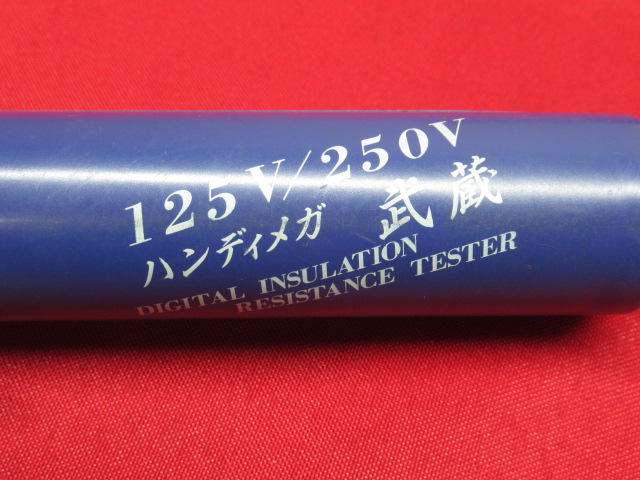 125V/250V
ハンディメガ 武蔵
DIGITAL INSULATION
RESISTANCE TESTER